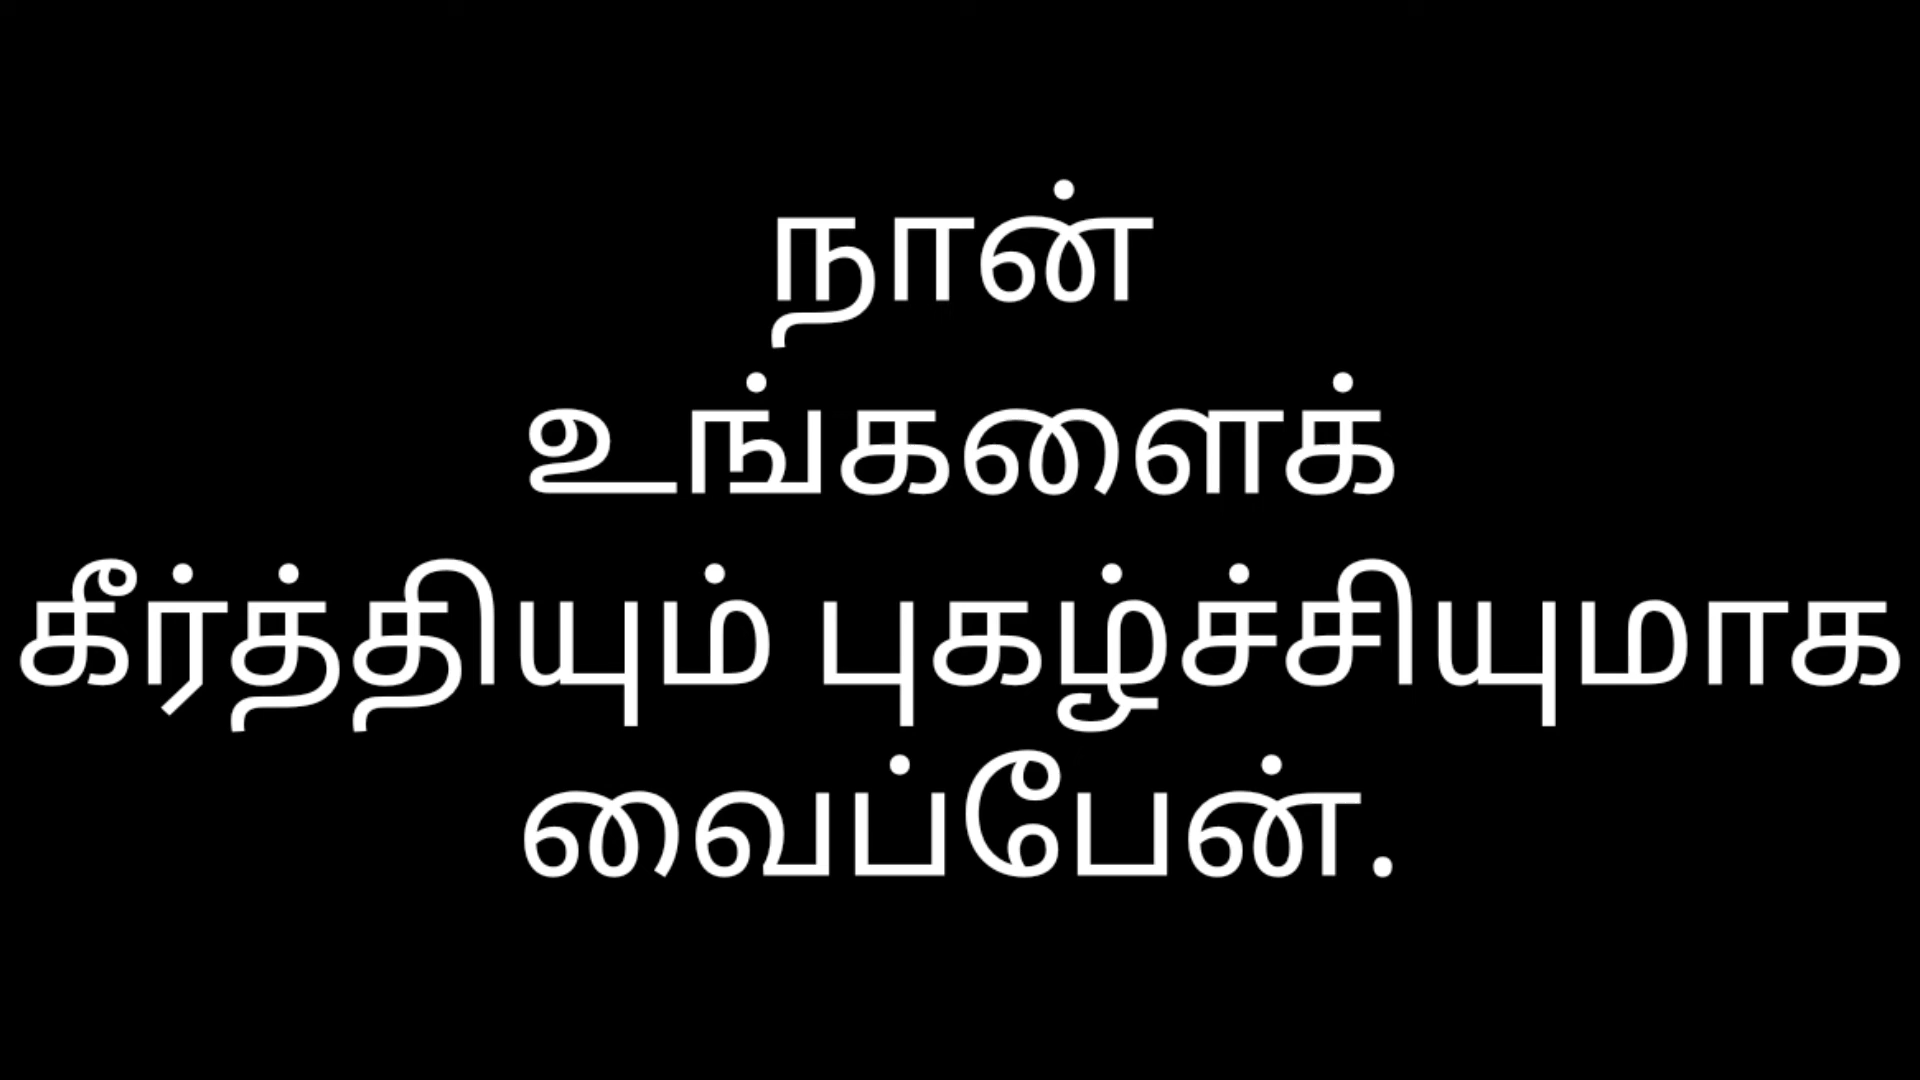 நான்
உங்களைக்
கீர்த்தியும் புகழ்ச்சியுமாக
வைப்பேன்.